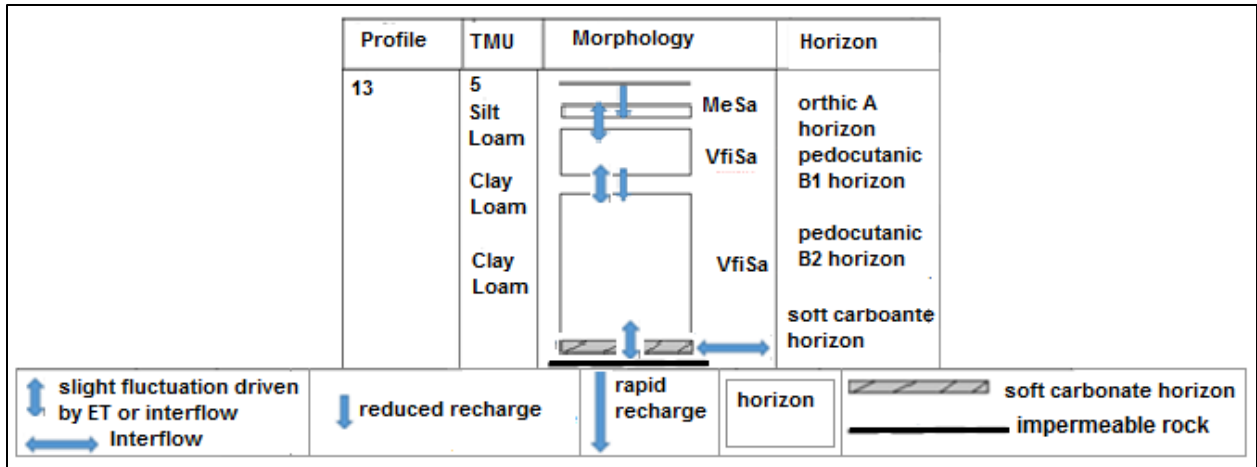 Profile
TMU
Morphology
Horizon
13
5
Silt
Loam
Clay
Loam
Clay
Loam
MeSa
VfiSa
VfiSa
orthic A
horizon
pedocutanic
B1 horizon
pedocutanic
B2 horizon
soft carboante
horizon
slight fluctuation driven
by ET or interflow
Interflow
reduced recharge
rapid
recharge
horizon
soft carbonate horizon
impermeable rock